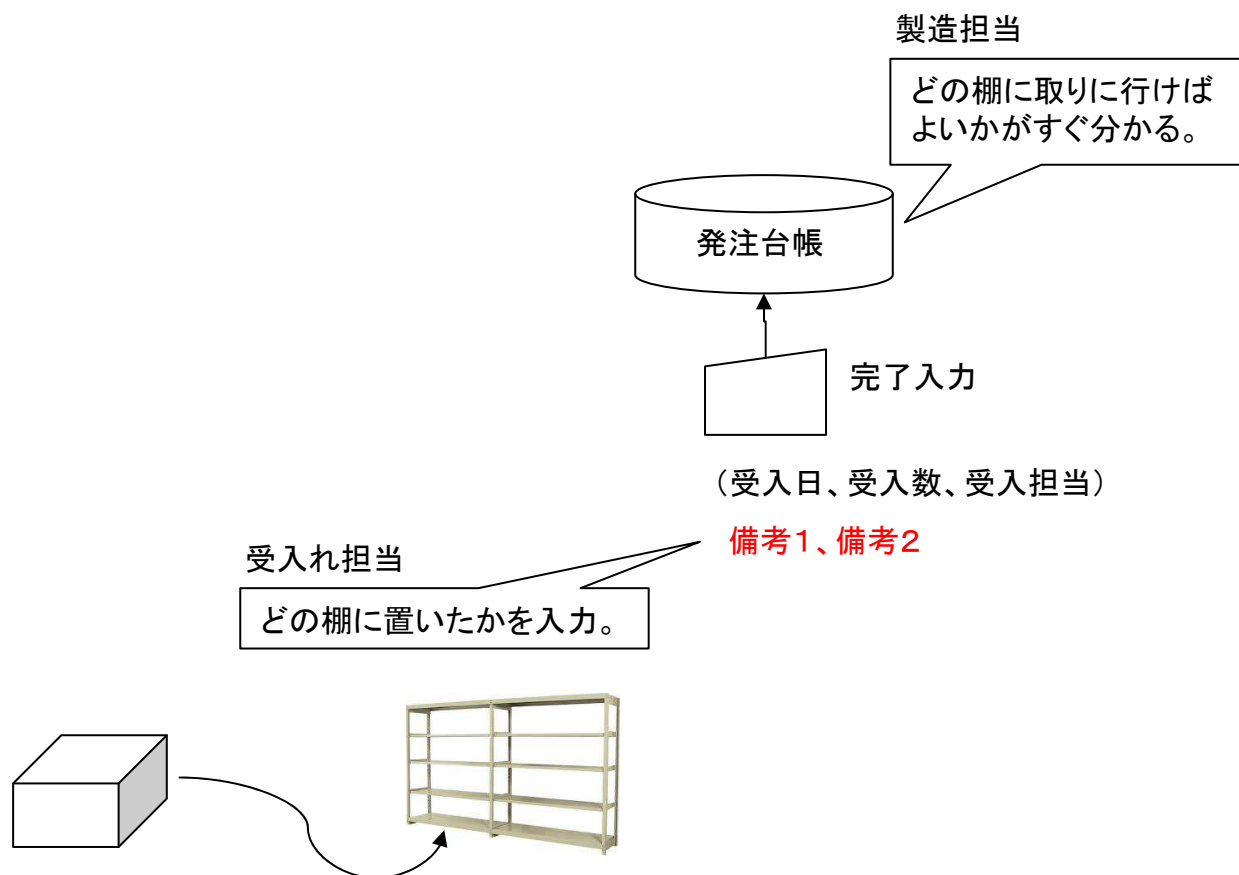 製造担当
どの棚に取りに行けば
よいかがすぐ分かる。
発注台帳
完了入力
（受入日、受入数、受入担当）
備考１、備考２
受入れ担当
どの棚に置いたかを入力。